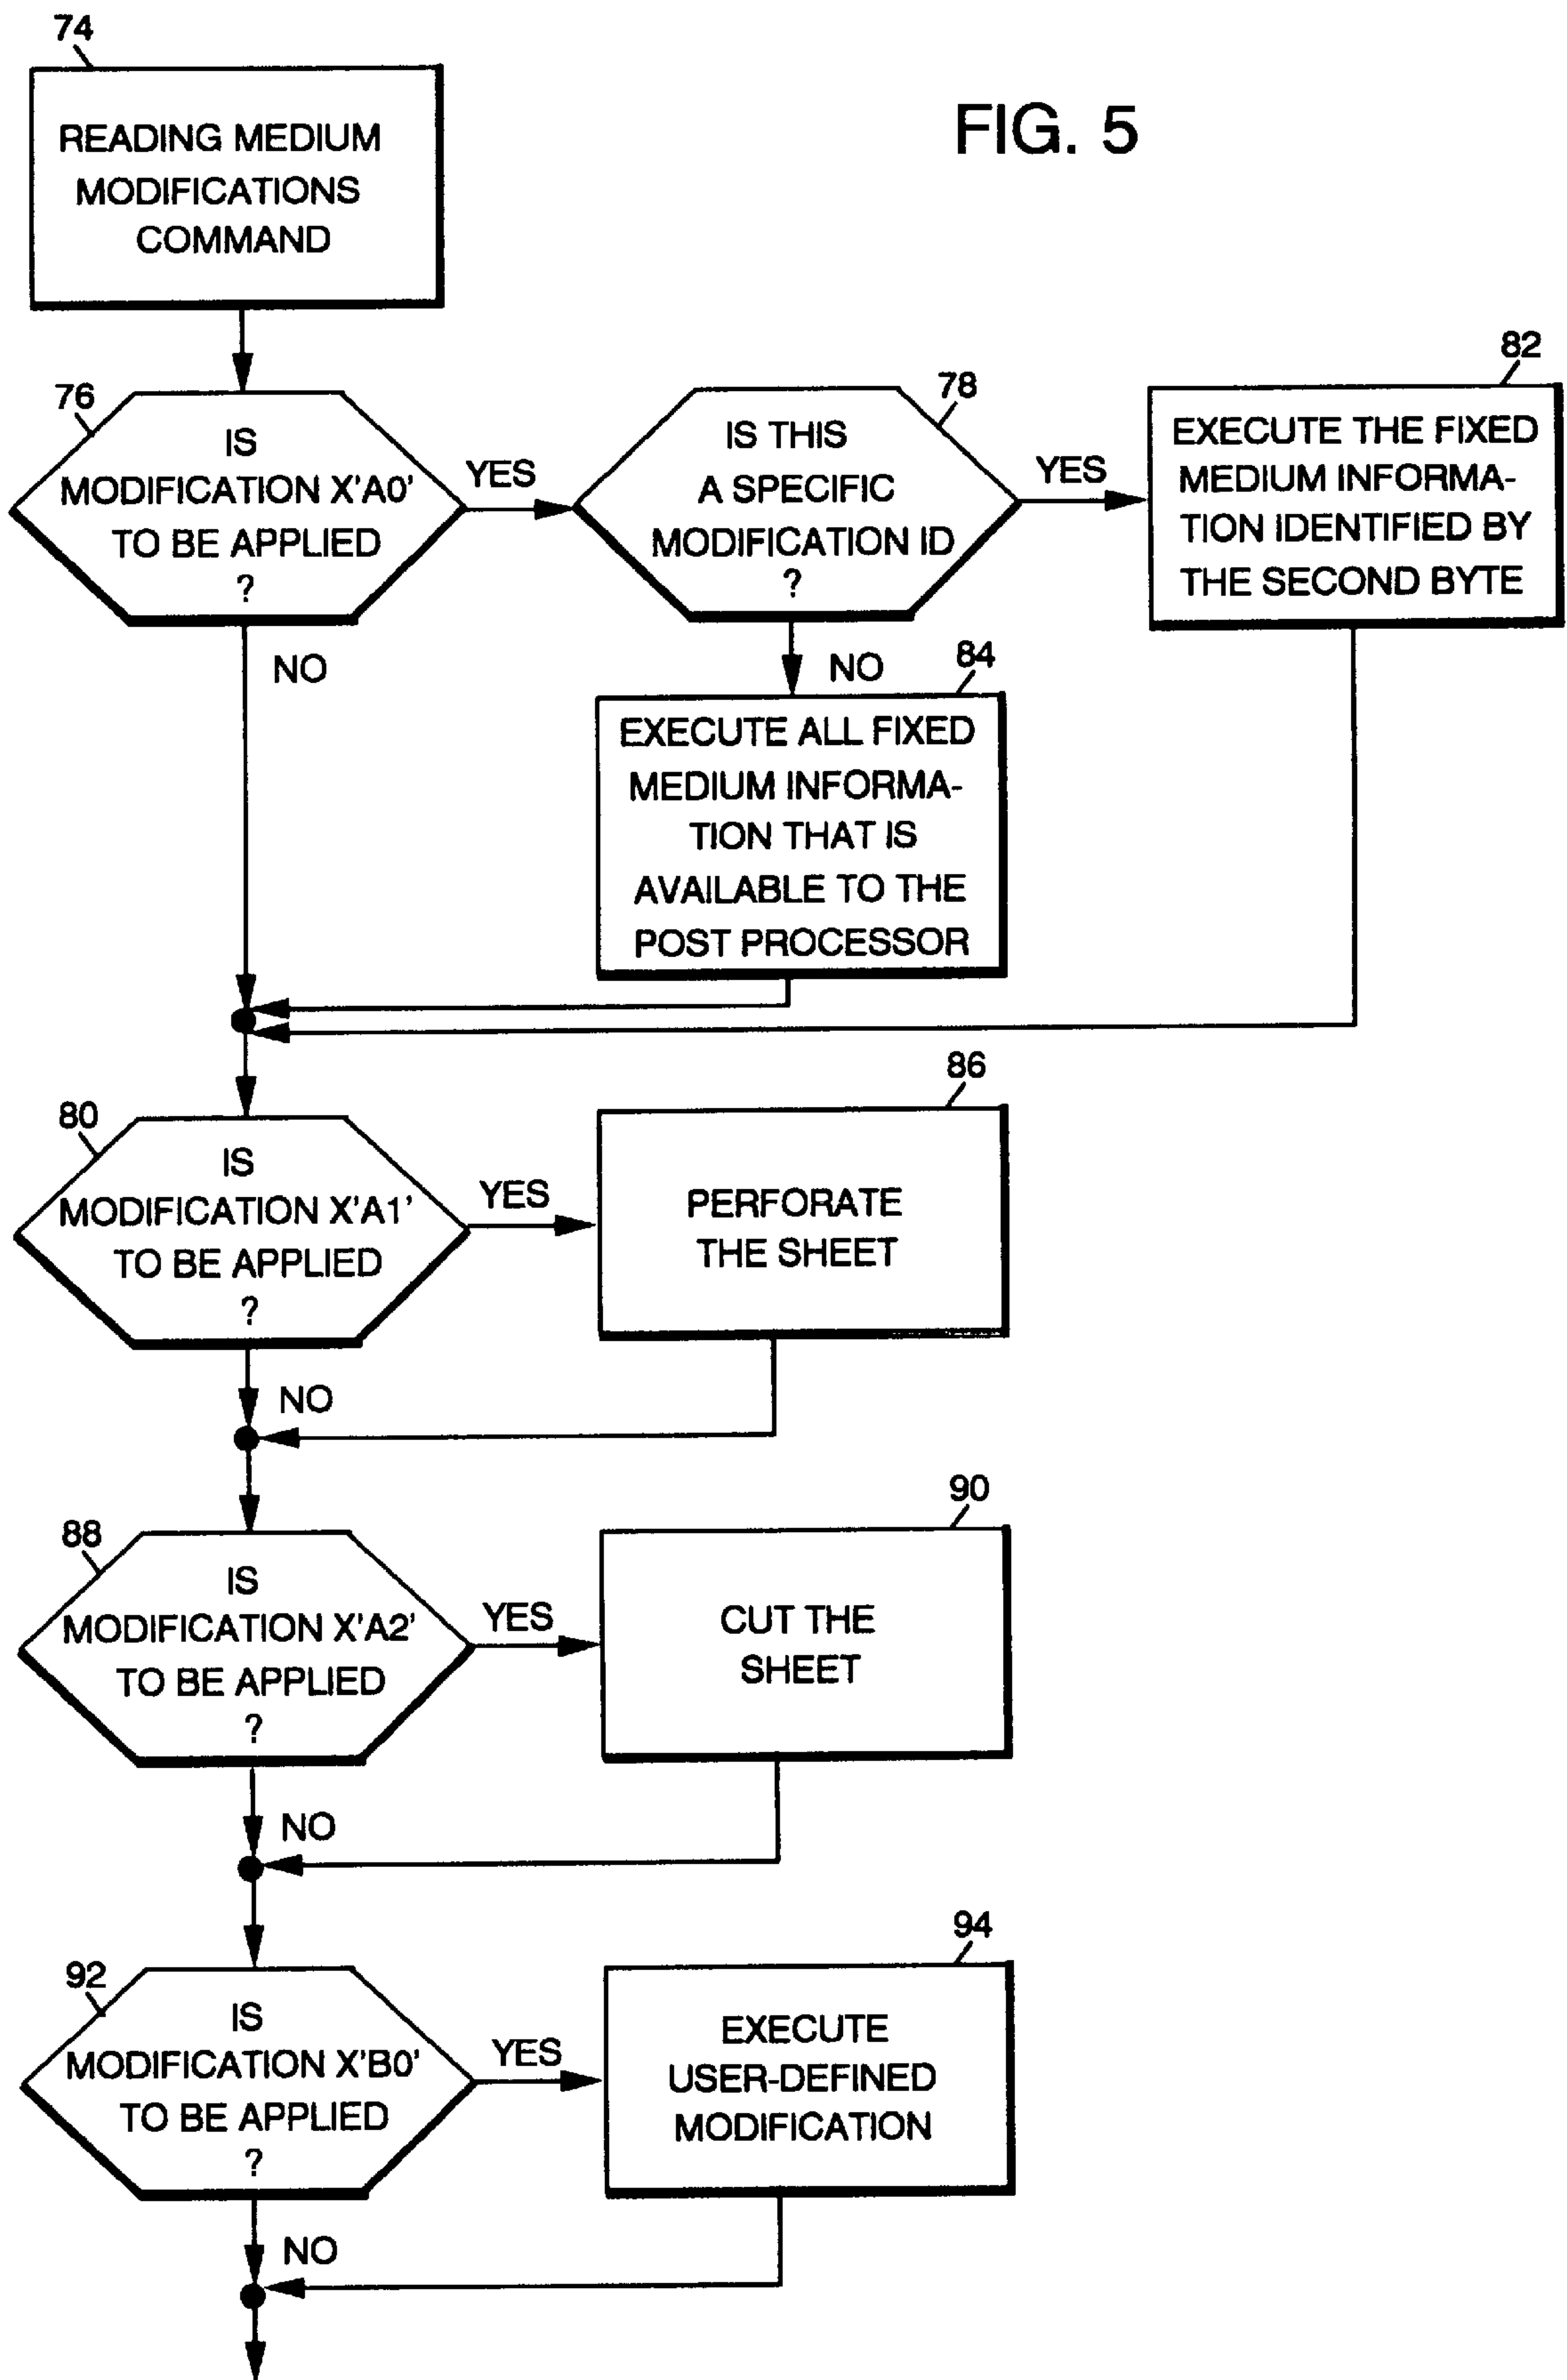 74
READING MEDIUM
MODIFICATIONS
COMMAND
FIG. 5
76
IS
MODIFICATION X'A0'
TO BE APPLIED
?
YES
NO
78
IS THIS
A SPECIFIC
MODIFICATION ID
?
YES
NO
82
EXECUTE THE FIXED
MEDIUM INFORMA-
TION IDENTIFIED BY
THE SECOND BYTE
84
EXECUTE ALL FIXED
MEDIUM INFORMA-
TION THAT IS
AVAILABLE TO THE
POST PROCESSOR
80
IS
MODIFICATION X'A1'
TO BE APPLIED
?
YES
NO
86
PERFORATE
THE SHEET
88
IS
MODIFICATION X'A2'
TO BE APPLIED
?
YES
NO
90
CUT THE
SHEET
92
IS
MODIFICATION X'B0'
TO BE APPLIED
?
YES
NO
94
EXECUTE
USER-DEFINED
MODIFICATION